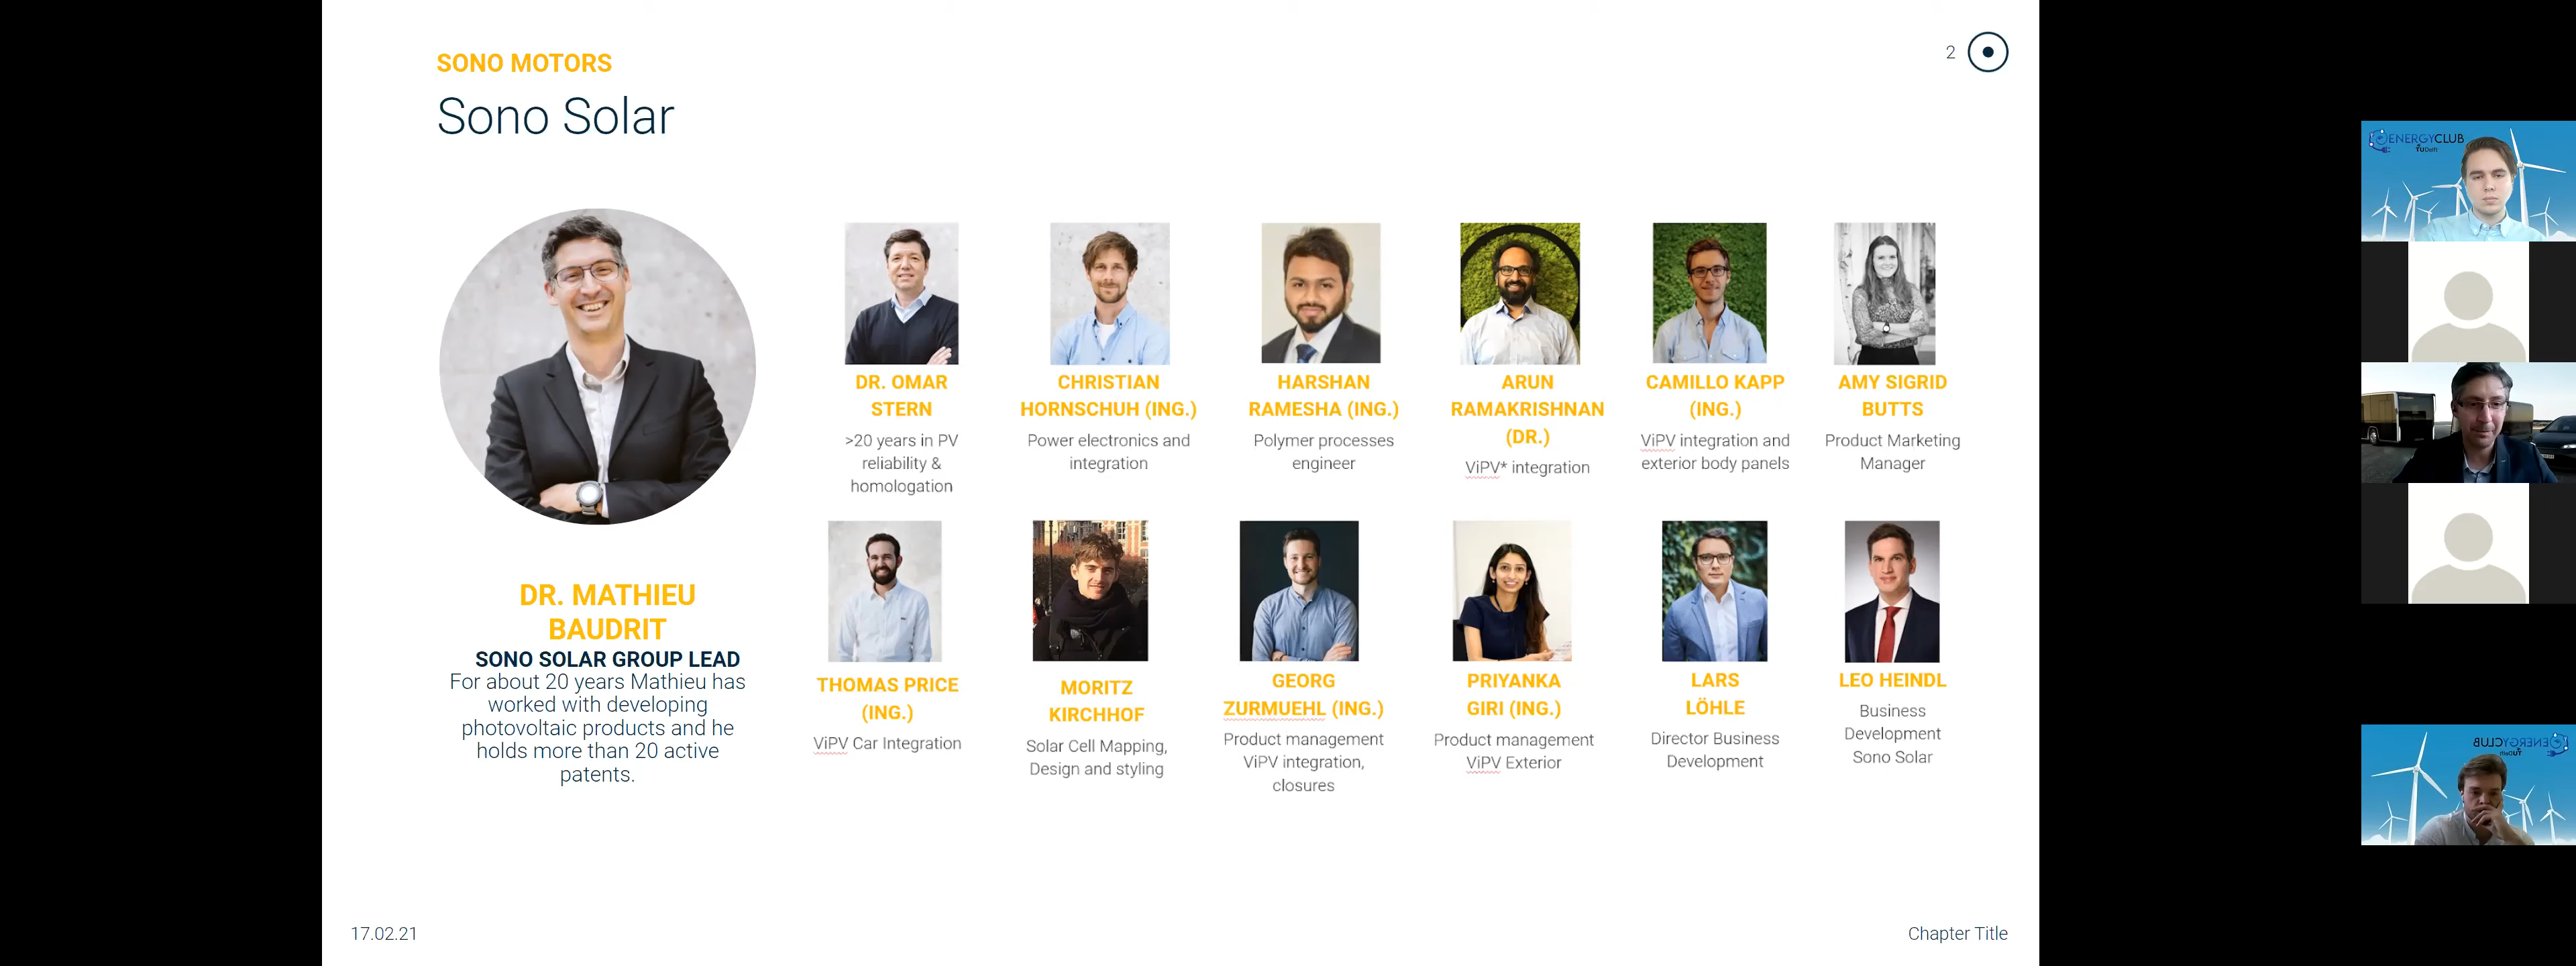 SONO MOTORS
2
Sono Solar
DR. MATHIEU
BAUDRIT
SONO SOLAR GROUP LEAD
For about 20 years Mathieu has
worked with developing
photovoltaic products and he
holds more than 20 active
patents.
DR. OMAR
STERN
>20 years in PV
reliability &
homologation
CHRISTIAN
HORNSCHUH (ING.)
Power electronics and
integration
HARSHAN
RAMESHA (ING.)
Polymer processes
engineer
ARUN
RAMAKRISHNAN
(DR.)
ViPV* integration
CAMILLO KAPP
(ING.)
ViPV integration and
exterior body panels
AMY SIGRID
BUTTS
Product Marketing
Manager
THOMAS PRICE
(ING.)
ViPV Car Integration
MORITZ
KIRCHHOF
Solar Cell Mapping,
Design and styling
GEORG
ZURMUEHL (ING.)
Product management
ViPV integration,
closures
PRIYANKA
GIRI (ING.)
Product management
ViPV Exterior
LARS
LÖHLE
Director Business
Development
LEO HEINDL
Business
Development
Sono Solar
17.02.21
Chapter Title
ENERGYCLUB
TUDelft
ENERGYCLUB
TUDelft